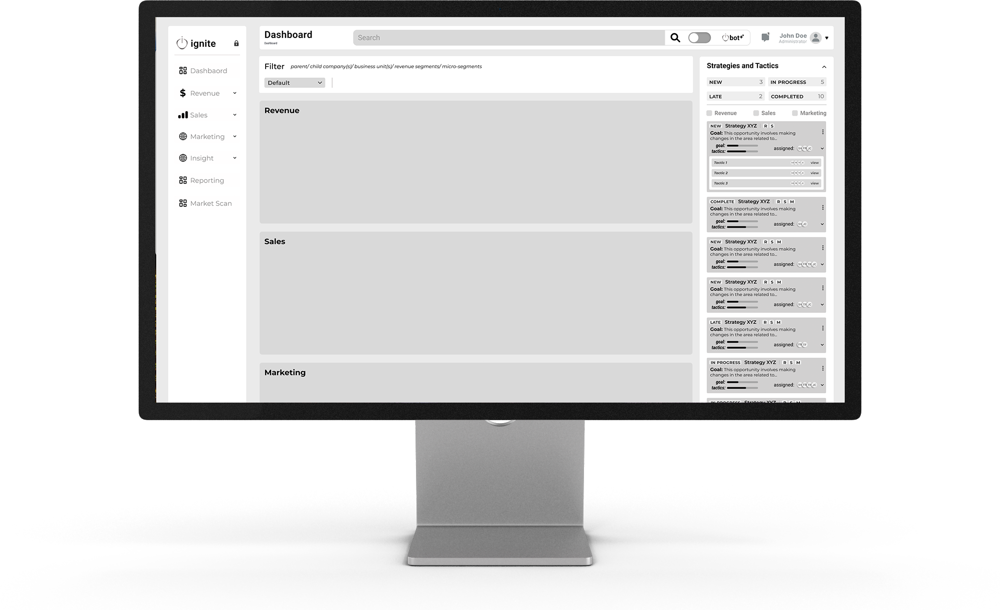 ignite
Dashbaord
Revenue
Sales
Marketing
Insight
Reporting
Market Scan
Dashboard
Dashboard
Search
bot
3
John Doe
Administrator
Filter parent/ child company(s)/ business unit(s)/ revenue segments/ micro-segments
Default
Revenue
Sales
Marketing
Strategies and Tactics
NEW 3 IN PROGRESS 5
LATE 2 COMPLETED 10
Revenue Sales Marketing
NEW Strategy XYZ R S
Goal: This opportunity involves making
changes in the area related to...
goal:
assigned: SH FR JC
tactics:
Tactic 1 view
Tactic 2 view
Tactic 3 view
COMPLETE Strategy XYZ R S M
Goal: This opportunity involves making
changes in the area related to...
goal:
assigned: SH JC
tactics:
NEW Strategy XYZ R S M
Goal: This opportunity involves making
changes in the area related to...
goal:
assigned: SH FR TF JC
tactics:
NEW Strategy XYZ R S M
Goal: This opportunity involves making
changes in the area related to...
goal:
assigned: SH TF JC
tactics:
LATE Strategy XYZ R S M
Goal: This opportunity involves making
changes in the area related to...
goal:
assigned: FR TF
tactics:
IN PROGRESS Strategy XYZ R S M
Goal: This opportunity involves making
changes in the area related to...
goal:
assigned: SH FR TF JC
tactics:
IN PROGRESS Strategy XYZ R S M